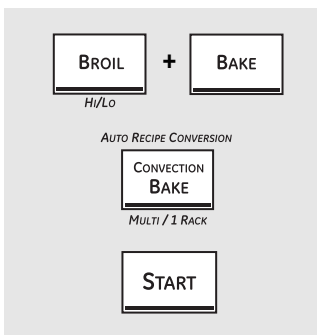 BROIL + BAKE
HI/LO
AUTO RECIPE CONVERSION
CONVECTION
BAKE
MULTI / 1 RACK
START